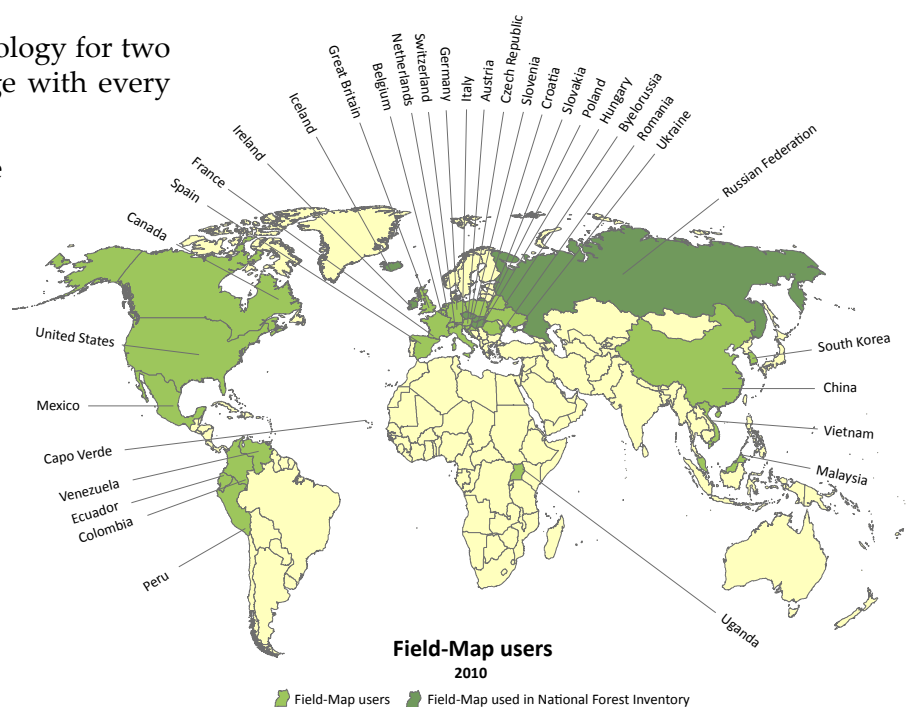 ology for two
ge with every
e
Canada
Spain
France
Ireland
Iceland
Great Britain
Belgium
Netherlands
Switzerland
Germany
Italy
Austria
Czech Republic
Slovenia
Croatia
Slovakia
Poland
Hungary
Byelorussia
Romania
Ukraine
Russian Federation
United States
Mexico
Capo Verde
Venezuela
Ecuador
Colombia
Peru
South Korea
China
Vietnam
Malaysia
Uganda
Field-Map users
2010
Field-Map users
Field-Map used in National Forest Inventory